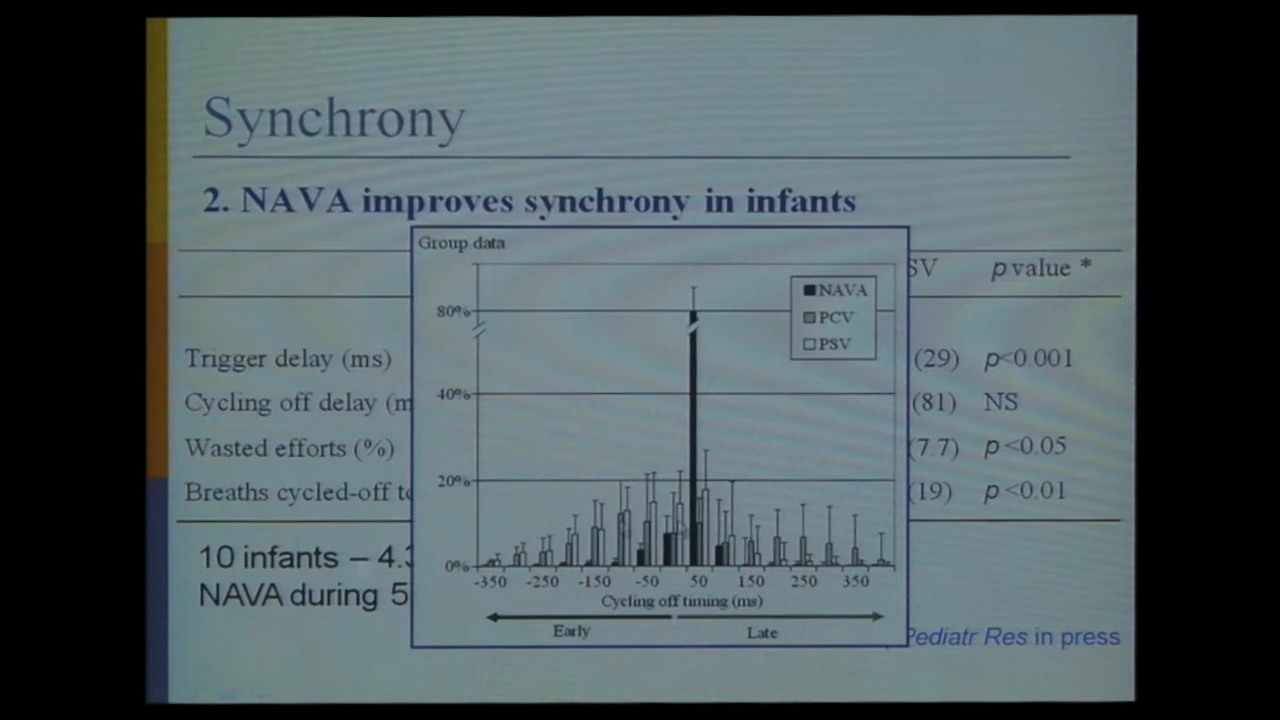 Synchrony
2. NAVA improves synchrony in infants
Group data
SV p value *
NAVA
PCV
PSV
80%
40%
20%
0%
Trigger delay (ms) (29) p<0.001
Cycling off delay (m (81) NS
Wasted efforts (%) (7.7) p<0.05
Breaths cycled-off to (19) p<0.01
-350 -250 -150 -50 50 150 250 350
Cycling off timing (ms)
Early Late
10 infants – 4.3
NAVA during 5
Pediatr Res in press